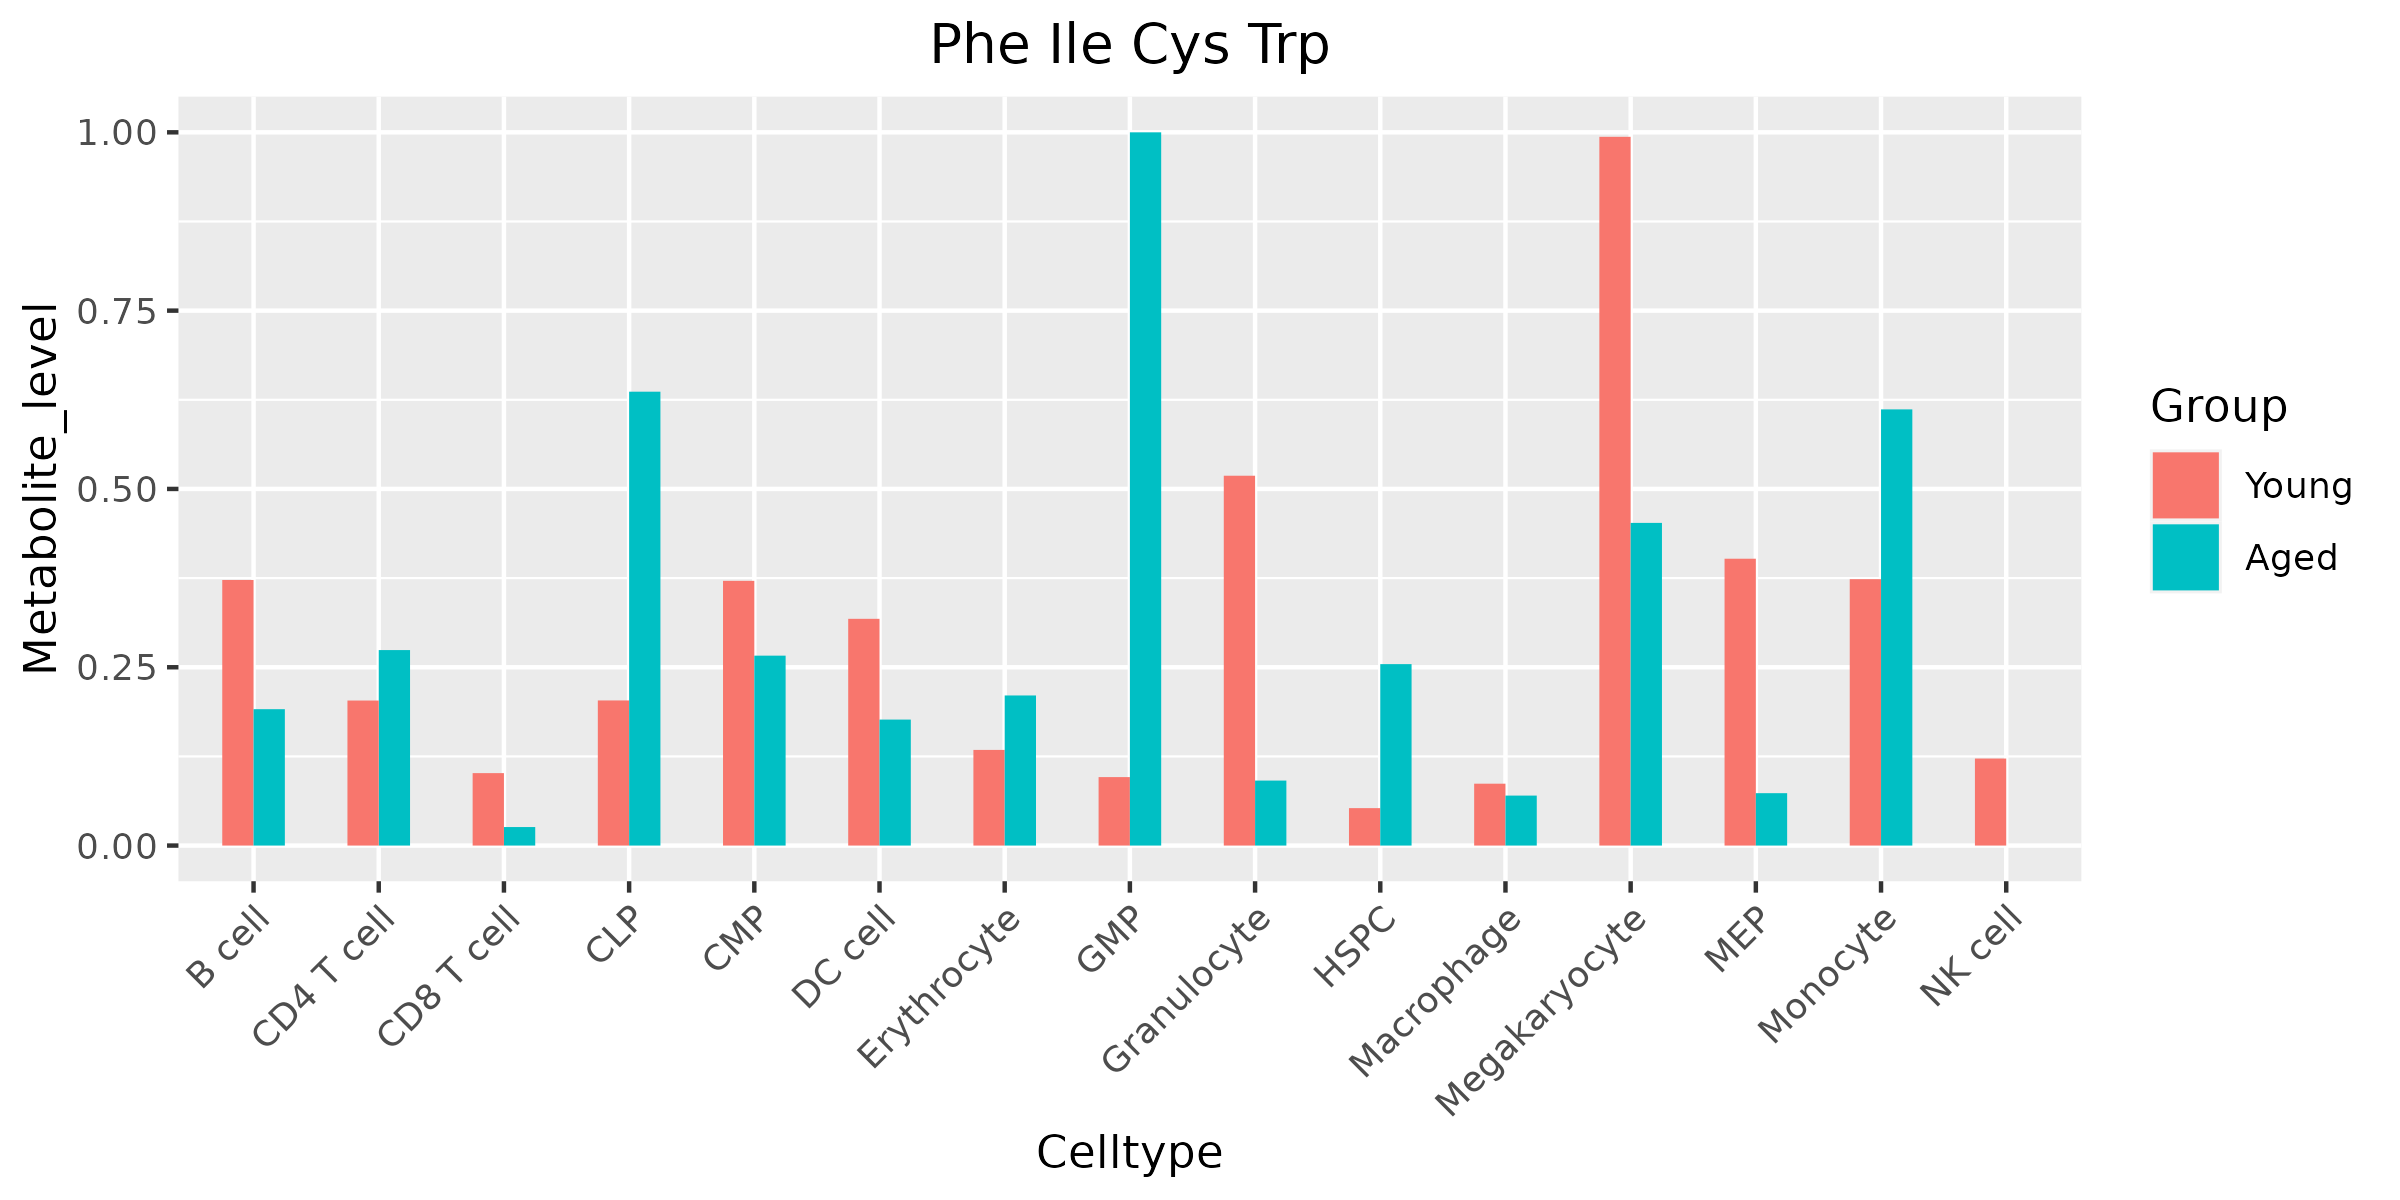 Phe Ile Cys Trp
Metabolite_level
1.00
0.75
0.50
0.25
0.00
B cell
CD4 T cell
CD8 T cell
CLP
CMP
DC cell
Erythrocyte
GMP
Granulocyte
HSPC
Macrophage
Megakaryocyte
MEP
Monocyte
NK cell
Celltype
Group
Young
Aged